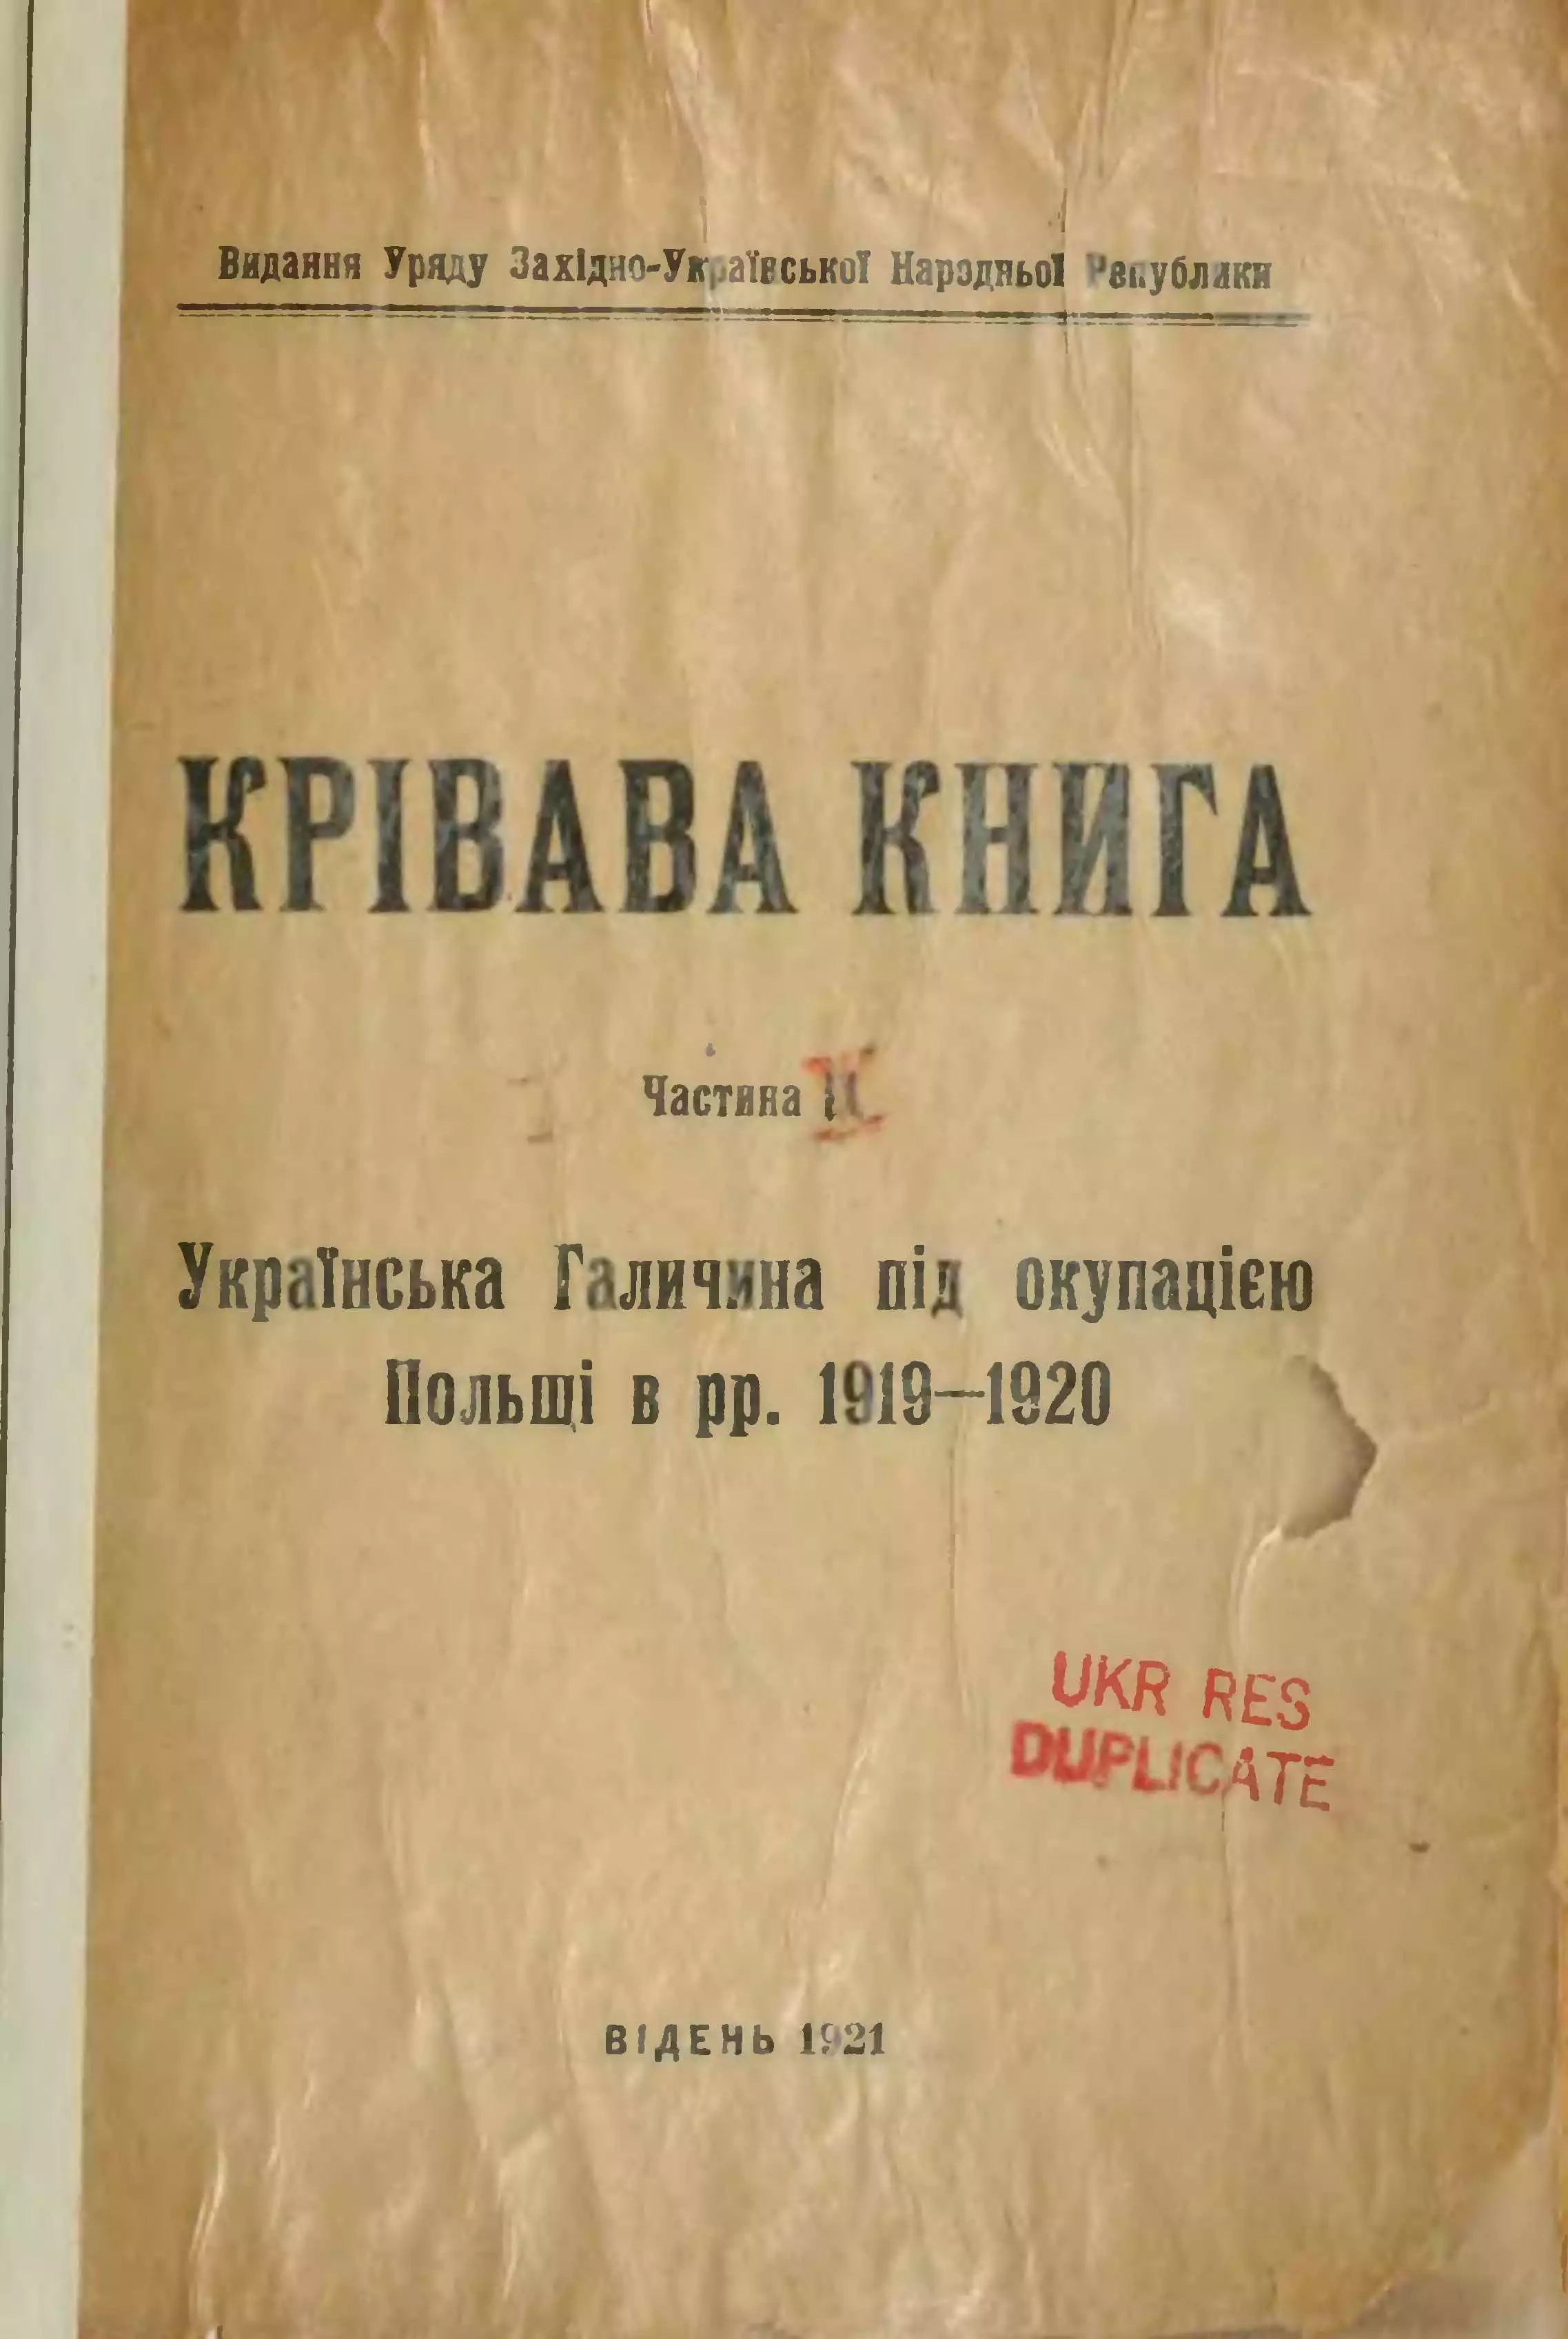 Видання Уряду Західно-Української Народньої Републики
КРІВАВА КНИГА
Частина II
Українська Галичина під окупацією
Польщі в рр. 1919—1920
UKR RES
DUPLICATE
ВІДЕНЬ 1921